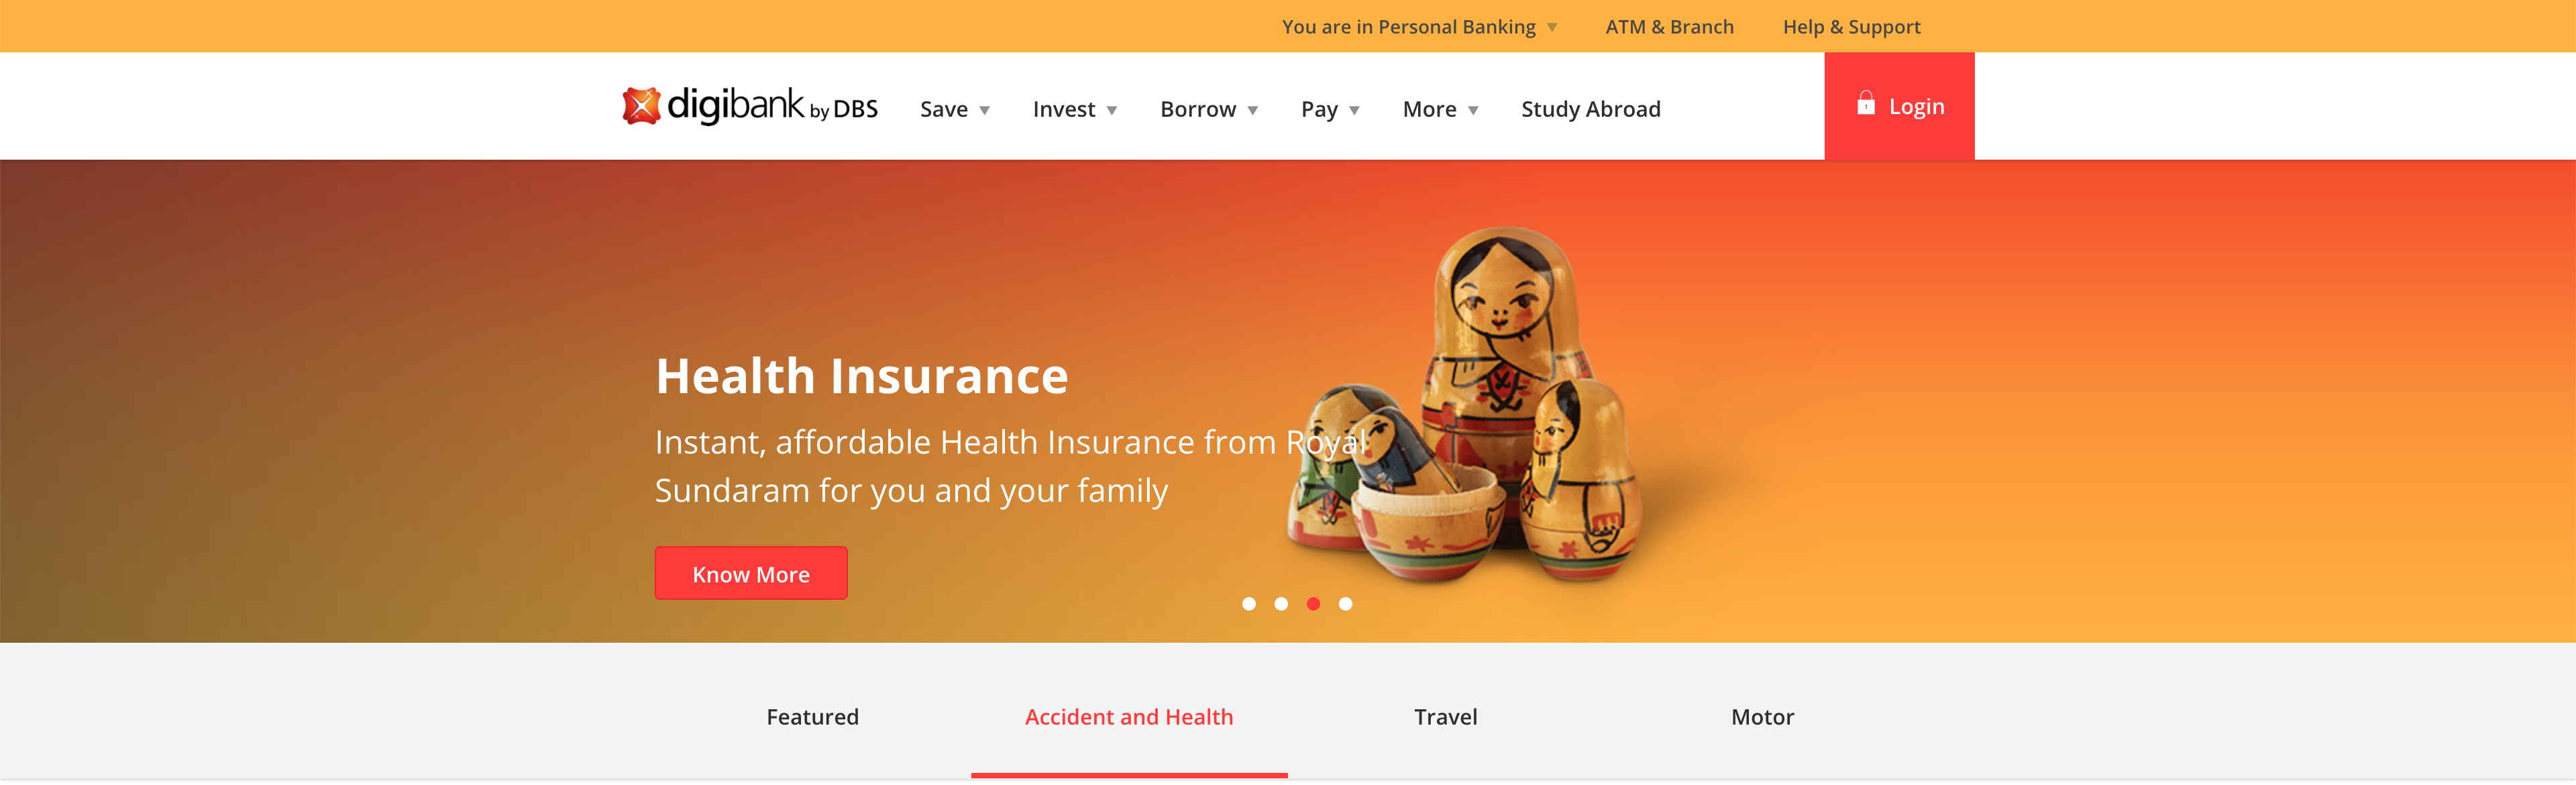 You are in Personal Banking ATM & Branch Help & Support
digibank by DBS Save Invest Borrow Pay More Study Abroad Login
Health Insurance
Instant, affordable Health Insurance from Royal
Sundaram for you and your family
Know More
Featured Accident and Health Travel Motor